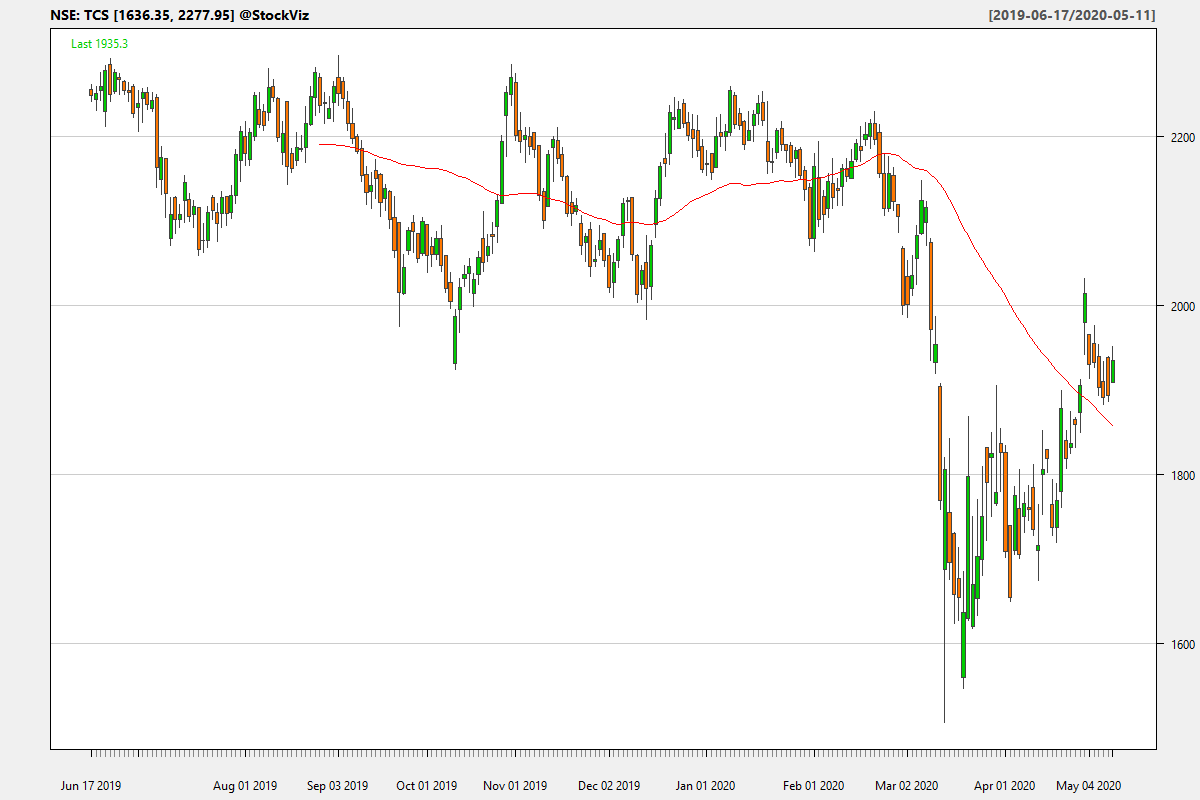 NSE: TCS [1636.35, 2277.95] @StockViz [2019-06-17/2020-05-11]
Last 1935.3
2200
2000
1800
1600
Jun 17 2019 Aug 01 2019 Sep 03 2019 Oct 01 2019 Nov 01 2019 Dec 02 2019 Jan 01 2020 Feb 01 2020 Mar 02 2020 Apr 01 2020 May 04 2020